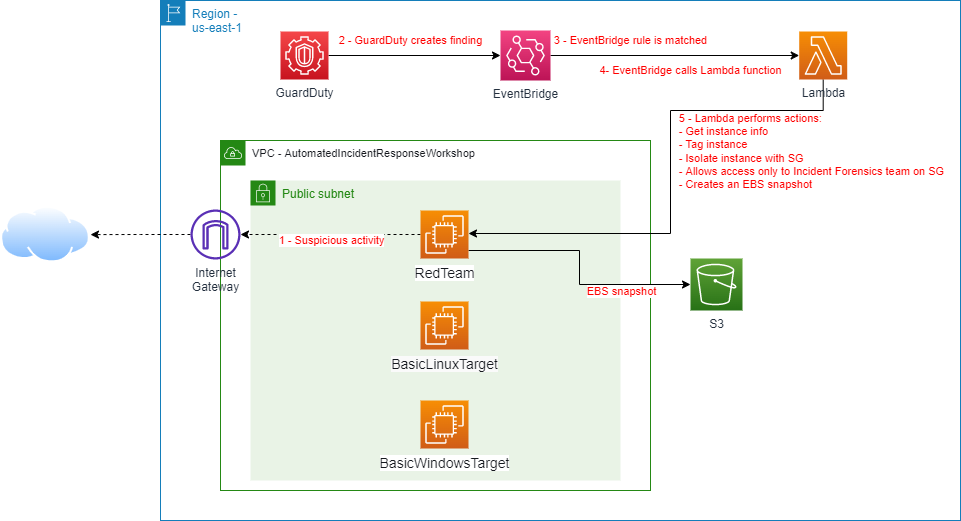 Region -
us-east-1
2 - GuardDuty creates finding
3 - EventBridge rule is matched
4- EventBridge calls Lambda function
GuardDuty
EventBridge
Lambda
5 - Lambda performs actions:
- Get instance info
- Tag instance
- Isolate instance with SG
- Allows access only to Incident Forensics team on SG
- Creates an EBS snapshot
VPC - AutomatedIncidentResponseWorkshop
Public subnet
1 - Suspicious activity
Internet
Gateway
RedTeam
EBS snapshot
S3
BasicLinuxTarget
BasicWindowsTarget